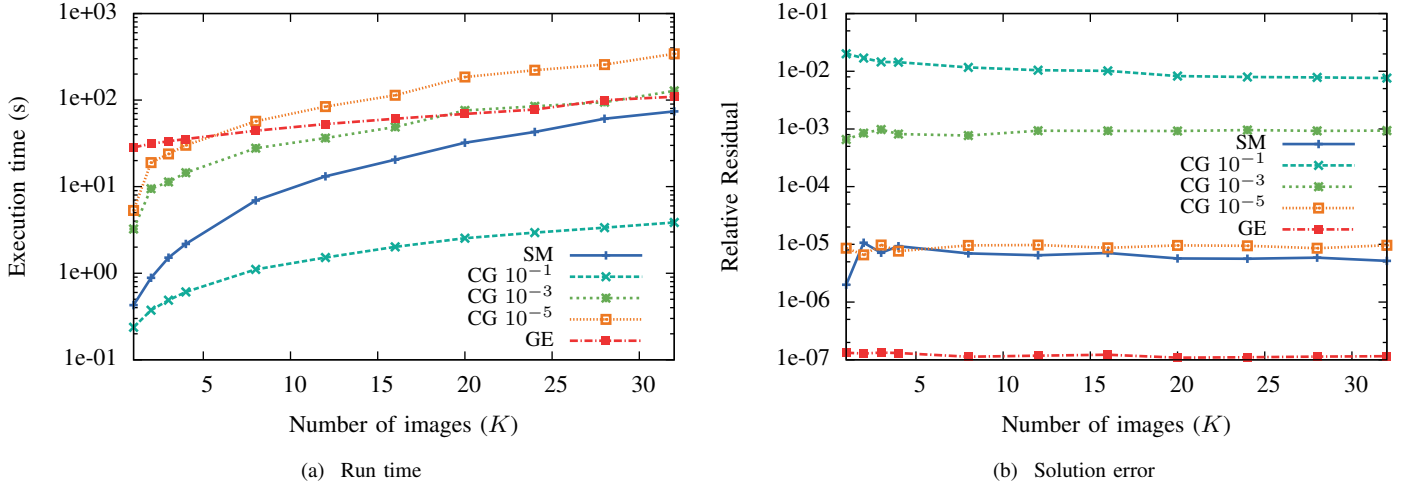 1e+03
1e+02
1e+01
1e+00
1e-01
Execution time (s)
5 10 15 20 25 30
Number of images (K)
SM
CG 10⁻¹
CG 10⁻³
CG 10⁻⁵
GE
(a) Run time
1e-01
1e-02
1e-03
1e-04
1e-05
1e-06
1e-07
Relative Residual
5 10 15 20 25 30
Number of images (K)
SM
CG 10⁻¹
CG 10⁻³
CG 10⁻⁵
GE
(b) Solution error